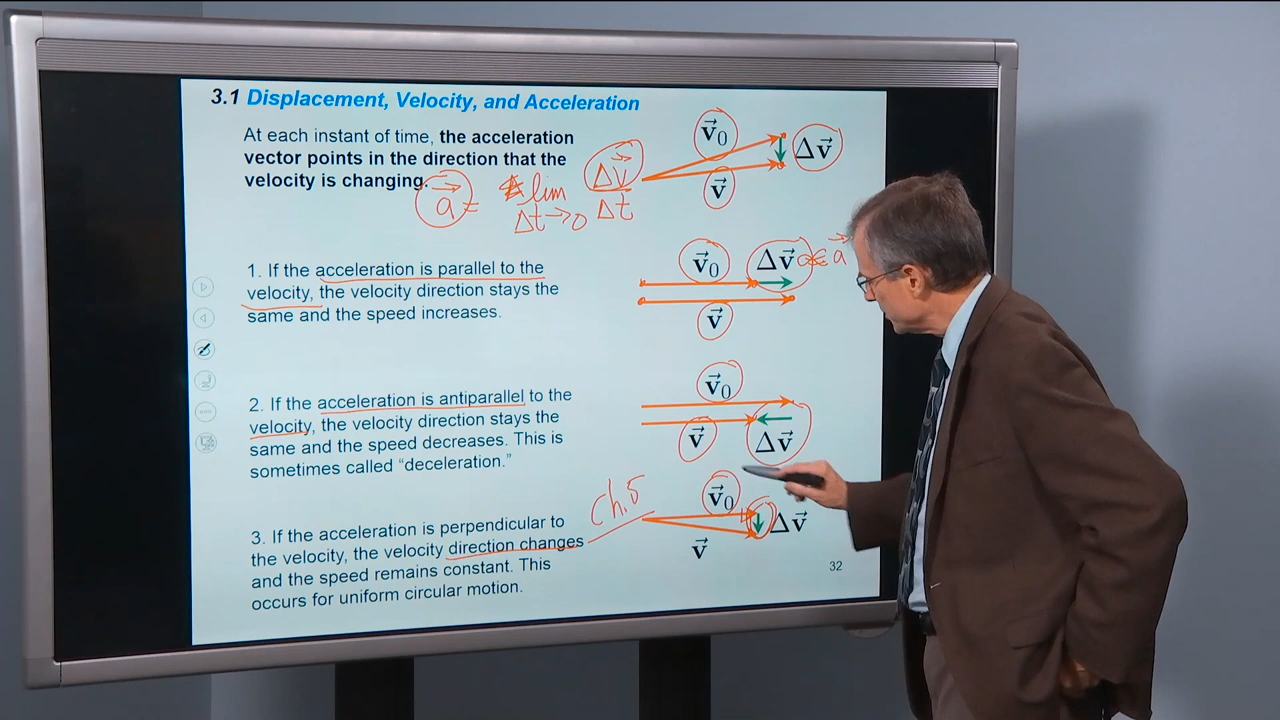 3.1 Displacement, Velocity, and Acceleration
At each instant of time, the acceleration
vector points in the direction that the
velocity is changing.
a⃗ = lim Δt→0 Δv⃗/Δt
v⃗₀
Δv⃗
v⃗
1. If the acceleration is parallel to the
velocity, the velocity direction stays the
same and the speed increases.
v⃗₀
Δv⃗ a⃗
v⃗
2. If the acceleration is antiparallel to the
velocity, the velocity direction stays the
same and the speed decreases. This is
sometimes called “deceleration.”
v⃗₀
v⃗
Δv⃗
3. If the acceleration is perpendicular to
the velocity, the velocity direction changes
and the speed remains constant. This
occurs for uniform circular motion.
ch.5
v⃗₀
Δv⃗
v⃗
32